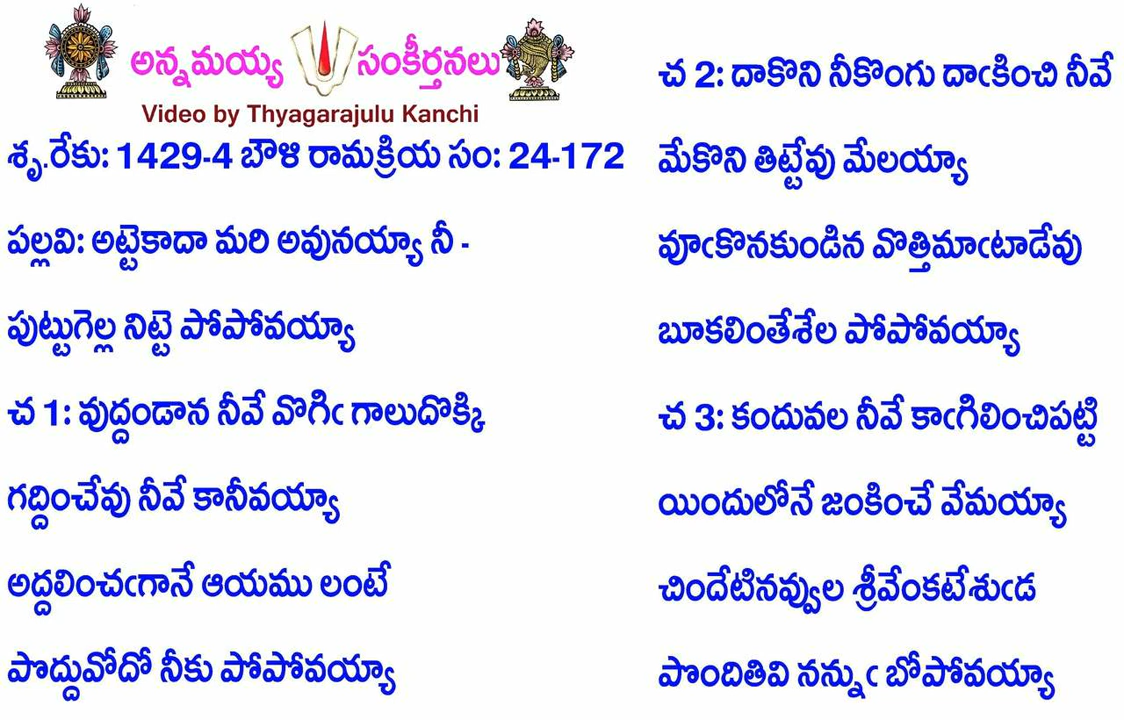 అన్నమయ్య సంకీర్తనలు
Video by Thyagarajulu Kanchi
శృ.రేకు: 1429-4 బౌళి రామక్రియ సం: 24-172
పల్లవి: అట్టెకాదా మరి అవునయ్యా నీ -
పుట్టుగెల్ల నిట్టె పోపోవయ్యా
చ 1: వుద్దండాన నీవే వొగిఁ గాలుదొక్కి
గద్దించేవు నీవే కానీవయ్యా
అద్దలించఁగానే ఆయము లంటే
పొద్దువోదో నీకు పోపోవయ్యా
చ 2: దాకొని నీకొంగు దాఁకించి నీవే
మేకొని తిట్టేవు మేలయ్యా
వూఁకొనకుండిన వొత్తిమాఁటాడేవు
బూకలింతేశేల పోపోవయ్యా
చ 3: కందువల నీవే కాఁగిలించిపట్టి
యిందులోనే జంకించే వేమయ్యా
చిందేటినవ్వుల శ్రీవేంకటేశుఁడ
పొందితివి నన్నుఁ బోపోవయ్యా